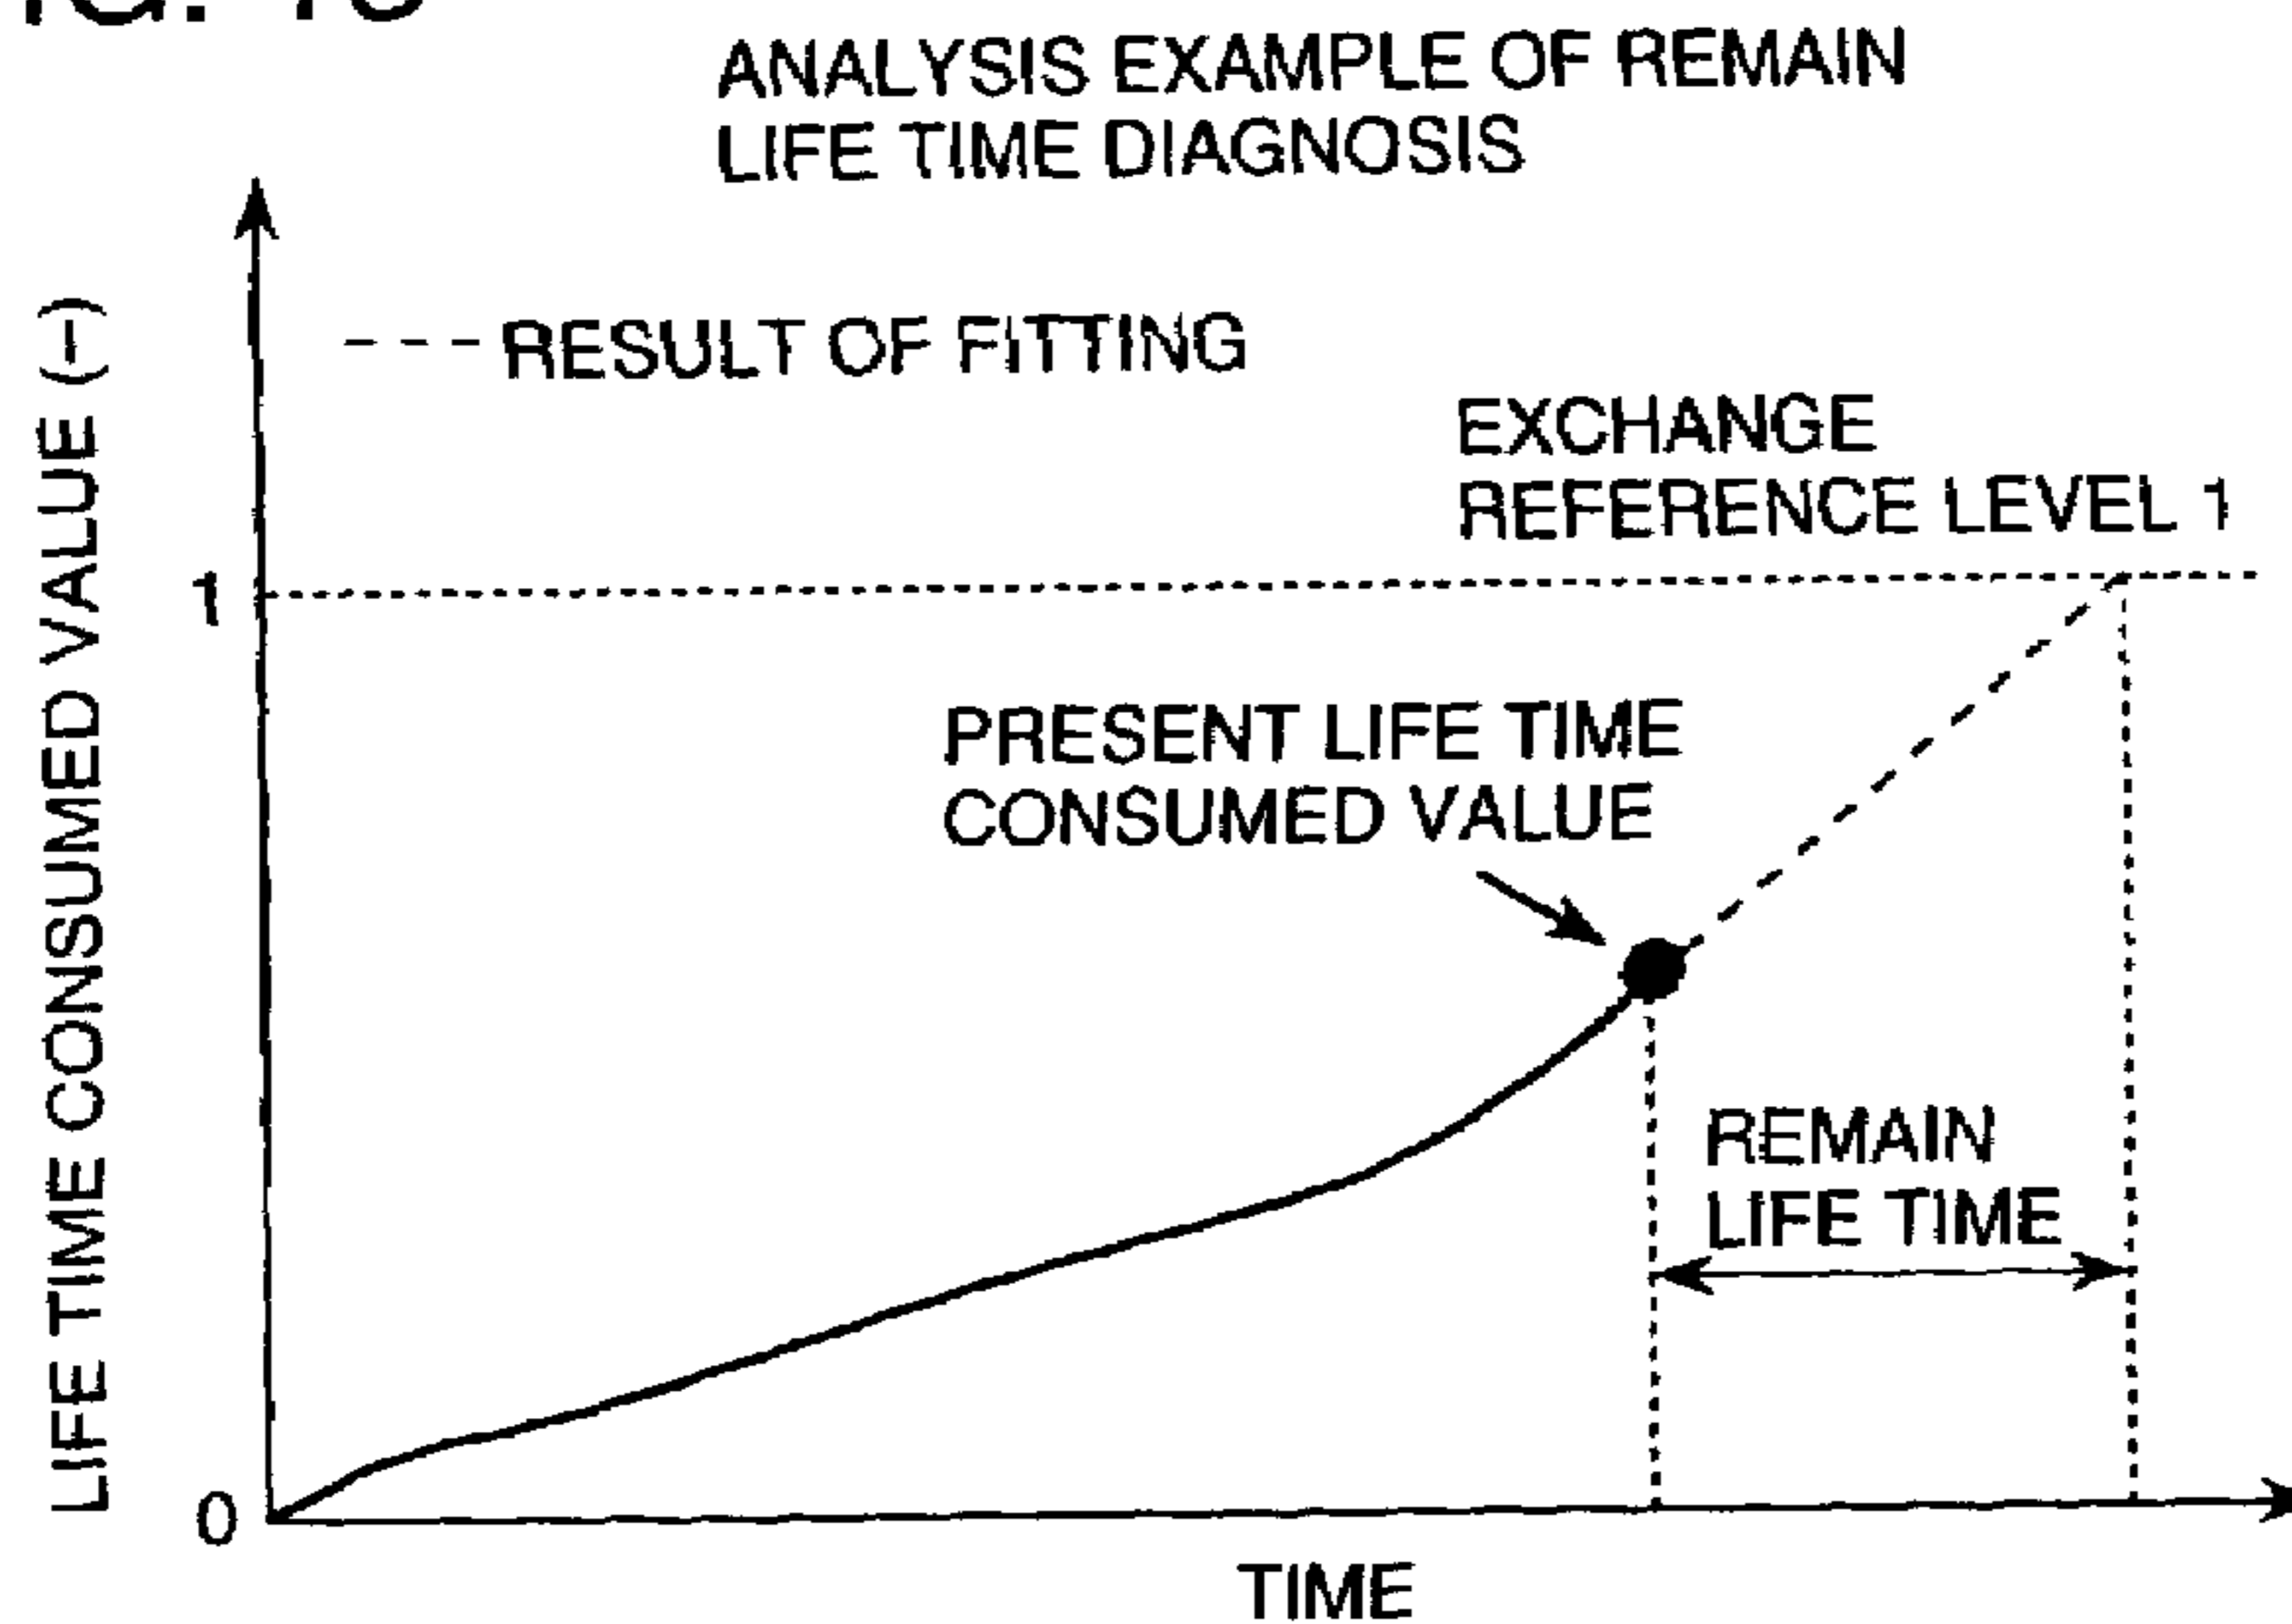 ANALYSIS EXAMPLE OF REMAIN
LIFE TIME DIAGNOSIS
LIFE TIME CONSUMED VALUE (–)
RESULT OF FITTING
EXCHANGE
REFERENCE LEVEL 1
1
PRESENT LIFE TIME
CONSUMED VALUE
REMAIN
LIFE TIME
0
TIME